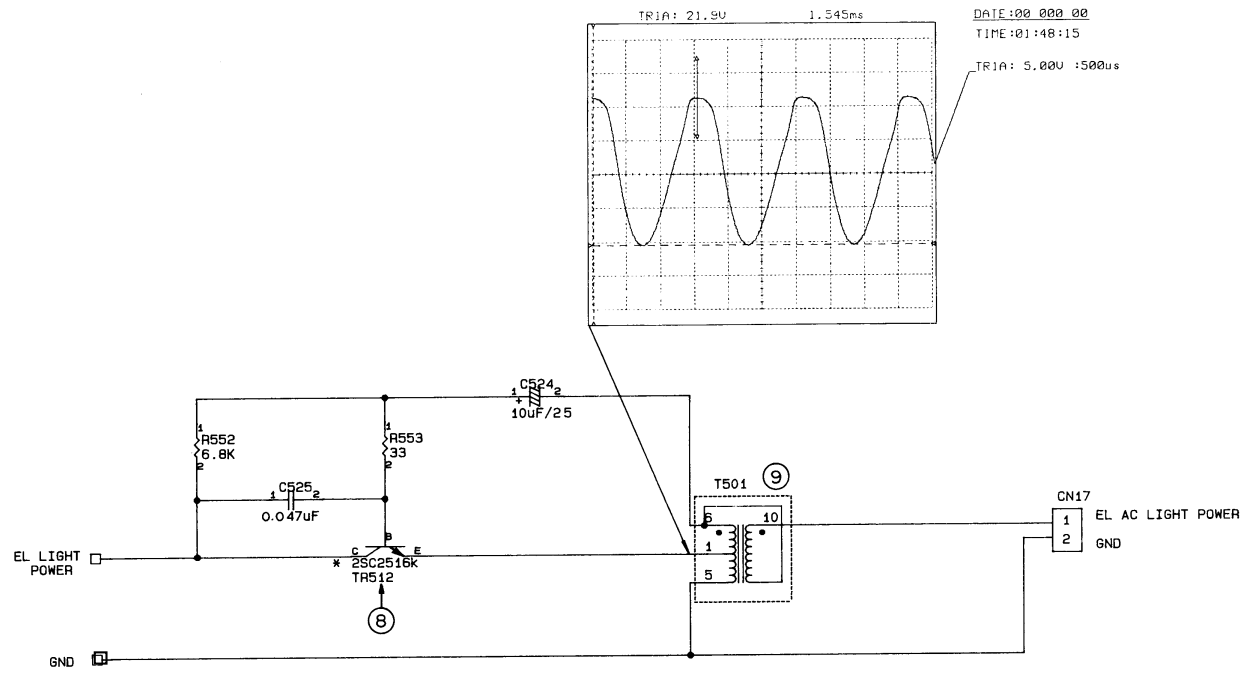 TR1A: 21.9V 1.545ms
DATE:00 000 00
TIME:01:48:15
TR1A: 5.00V :500us
1 C524 2
+
10uF/25
1
R552
6.8K
2
1
R553
33
2
1 C525 2
0.047uF
B
C E
* 2SC2516k
TR512
8
EL LIGHT
POWER
GND
T501
9
6 10
1
5
CN17
1 EL AC LIGHT POWER
2 GND